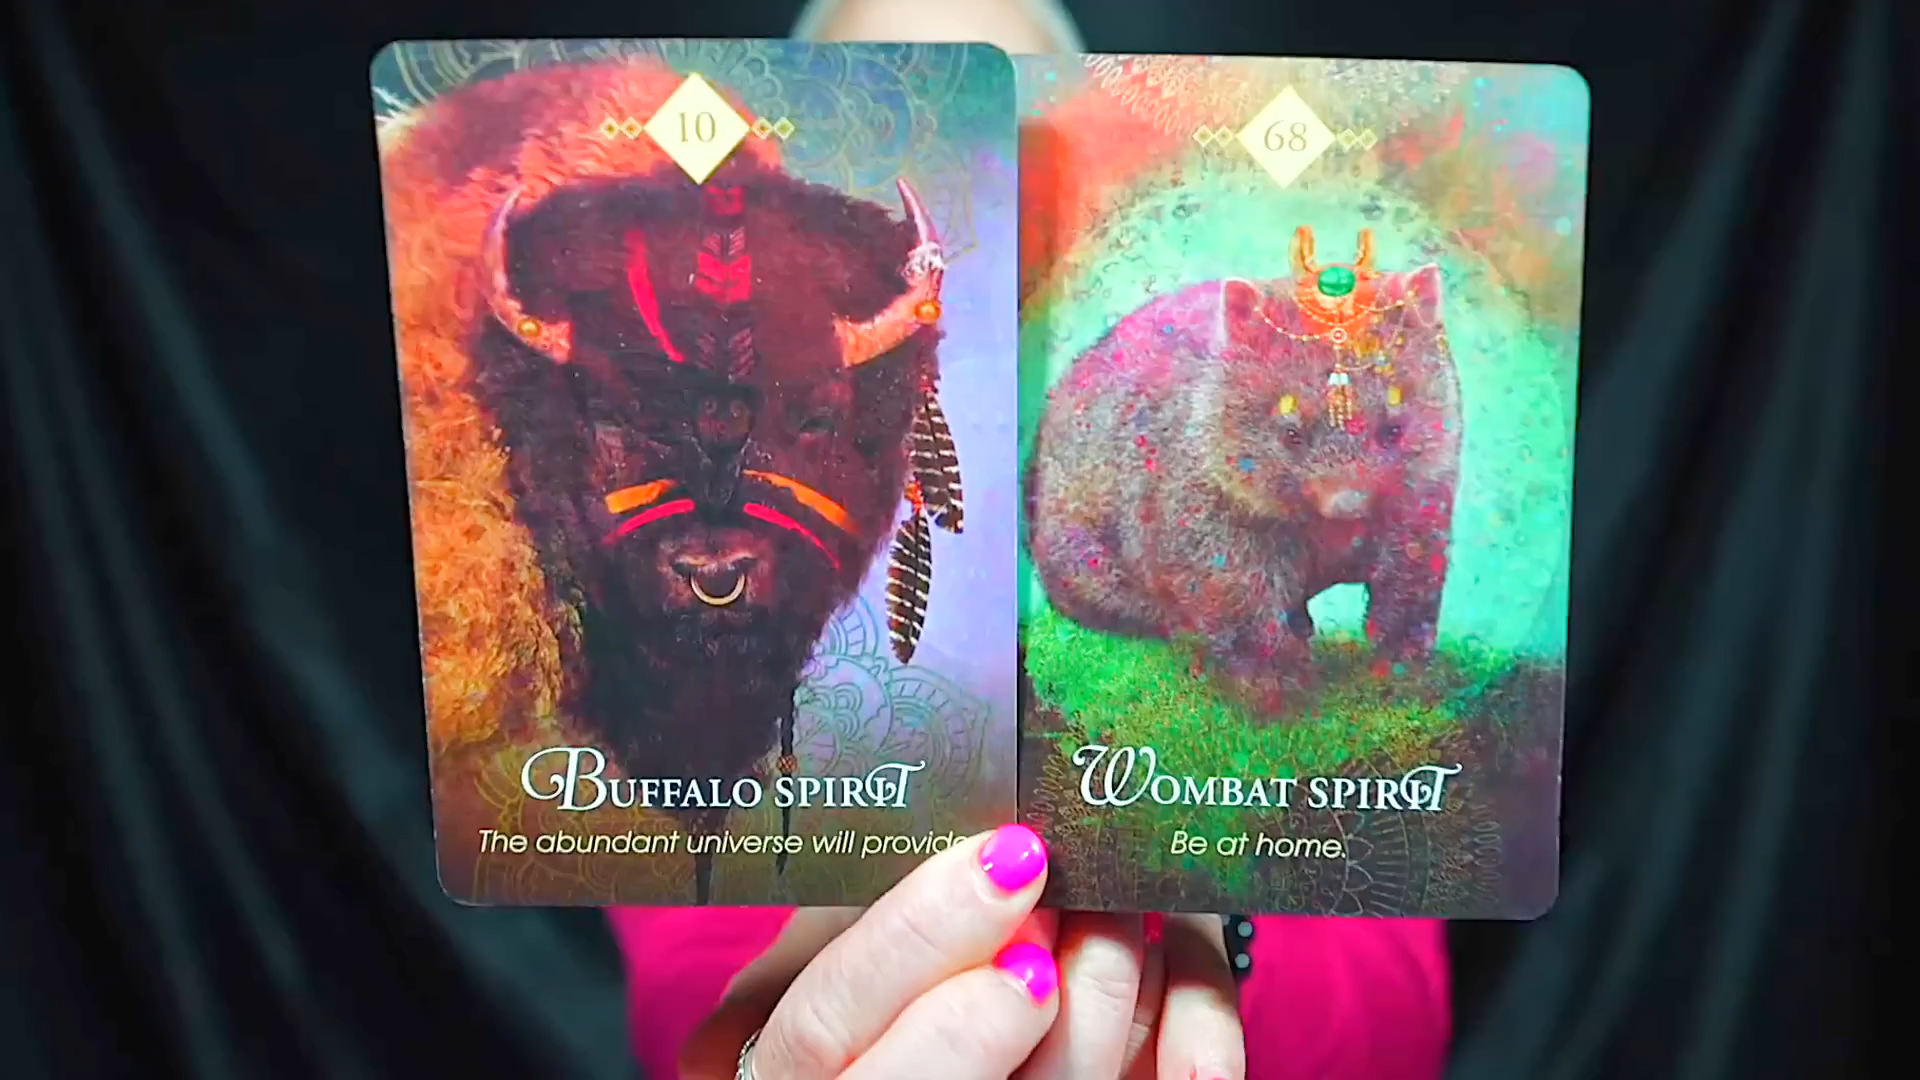 10
BUFFALO SPIRIT
The abundant universe will provide
68
WOMBAT SPIRIT
Be at home.